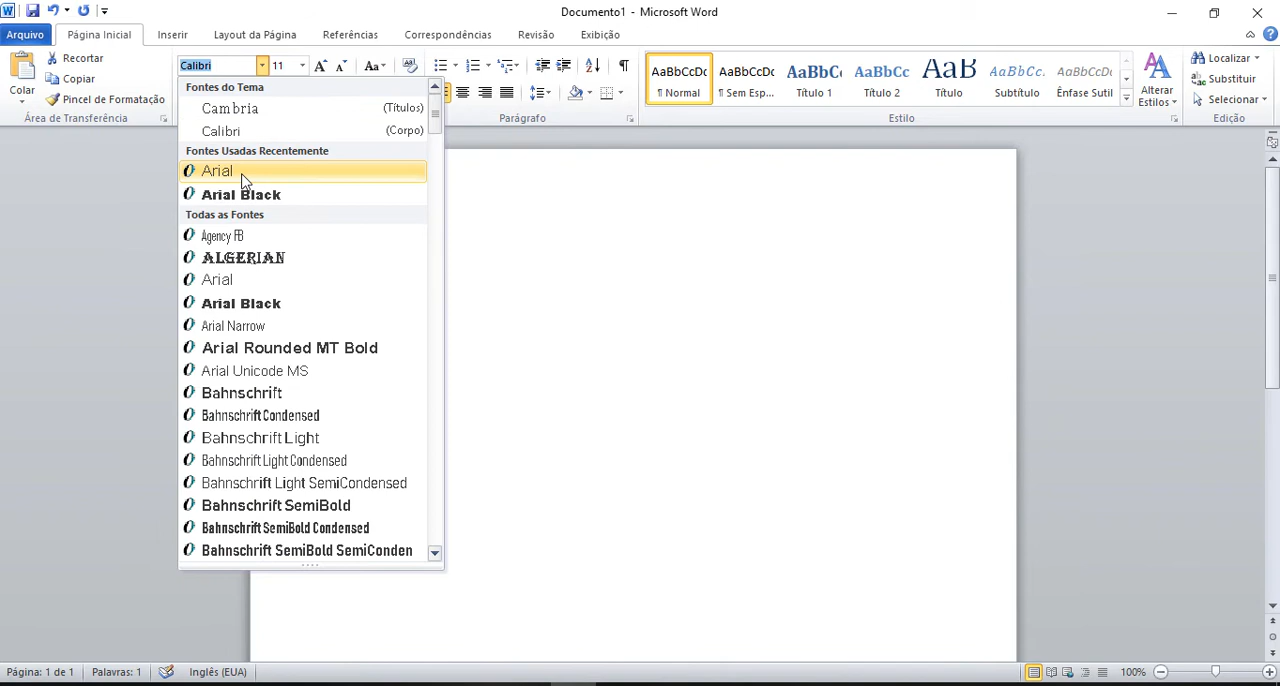 Documento1 - Microsoft Word
Arquivo Página Inicial Inserir Layout da Página Referências Correspondências Revisão Exibição
Colar
Recortar
Copiar
Pincel de Formatação
Área de Transferência
Calibri 11
Aa
Parágrafo
AaBbCcDc AaBbCcDc AaBbC AaBbCc AaB AaBbCc. AaBbCcDc
¶ Normal ¶ Sem Esp... Título 1 Título 2 Título Subtítulo Ênfase Sutil
Alterar
Estilos
Estilo
Localizar
Substituir
Selecionar
Edição
Fontes do Tema
Cambria (Títulos)
Calibri (Corpo)
Fontes Usadas Recentemente
Arial
Arial Black
Todas as Fontes
Agency FB
ALGERIAN
Arial
Arial Black
Arial Narrow
Arial Rounded MT Bold
Arial Unicode MS
Bahnschrift
Bahnschrift Condensed
Bahnschrift Light
Bahnschrift Light Condensed
Bahnschrift Light SemiCondensed
Bahnschrift SemiBold
Bahnschrift SemiBold Condensed
Bahnschrift SemiBold SemiConden
Página: 1 de 1 Palavras: 1 Inglês (EUA) 100%